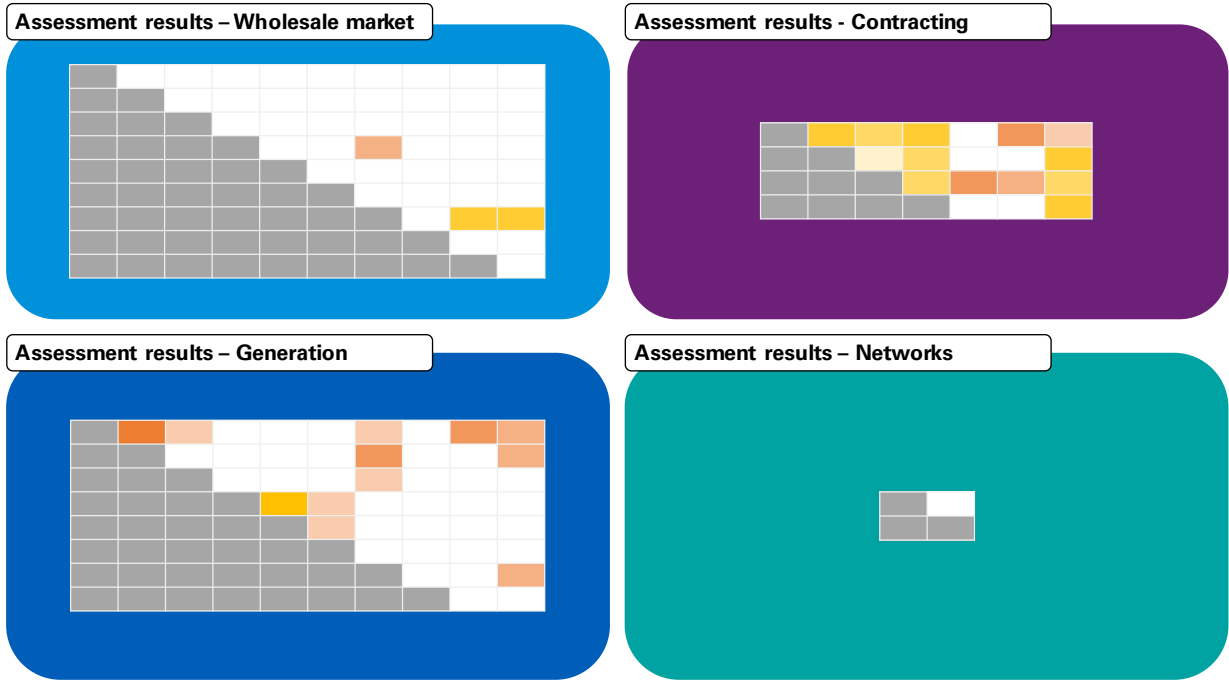 Assessment results – Wholesale market
Assessment results - Contracting
Assessment results – Generation
Assessment results – Networks